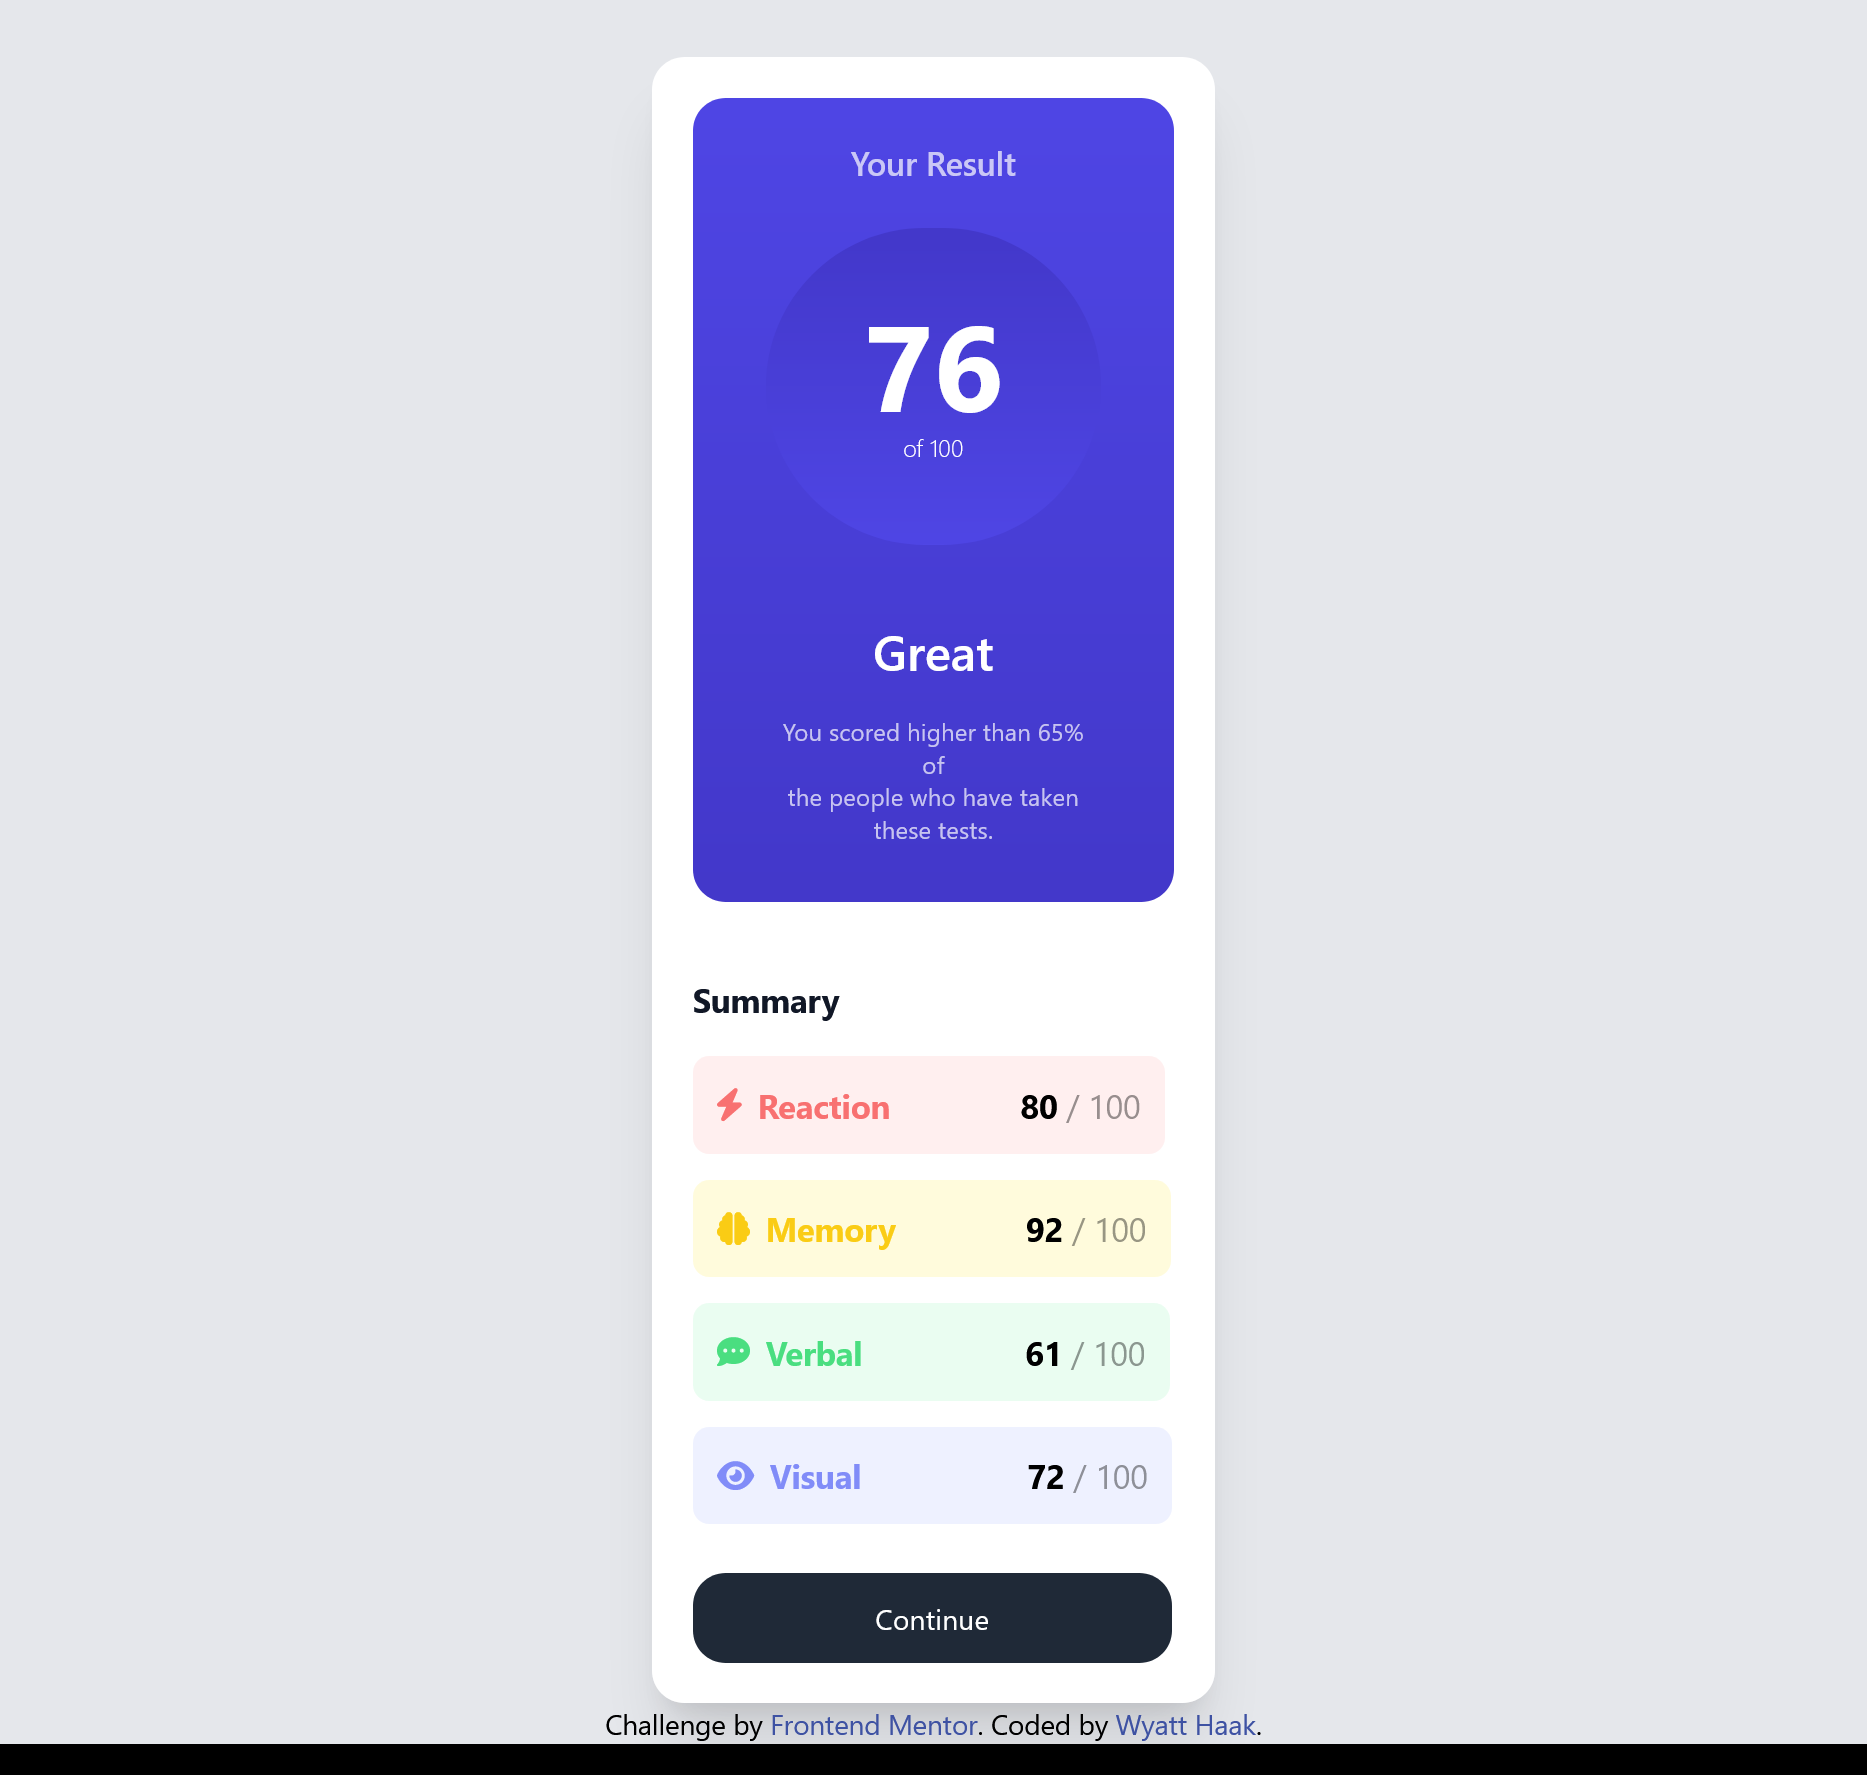 Your Result
76
of 100
Great
You scored higher than 65%
of
the people who have taken
these tests.
Summary
Reaction 80 / 100
Memory 92 / 100
Verbal 61 / 100
Visual 72 / 100
Continue
Challenge by Frontend Mentor. Coded by Wyatt Haak.